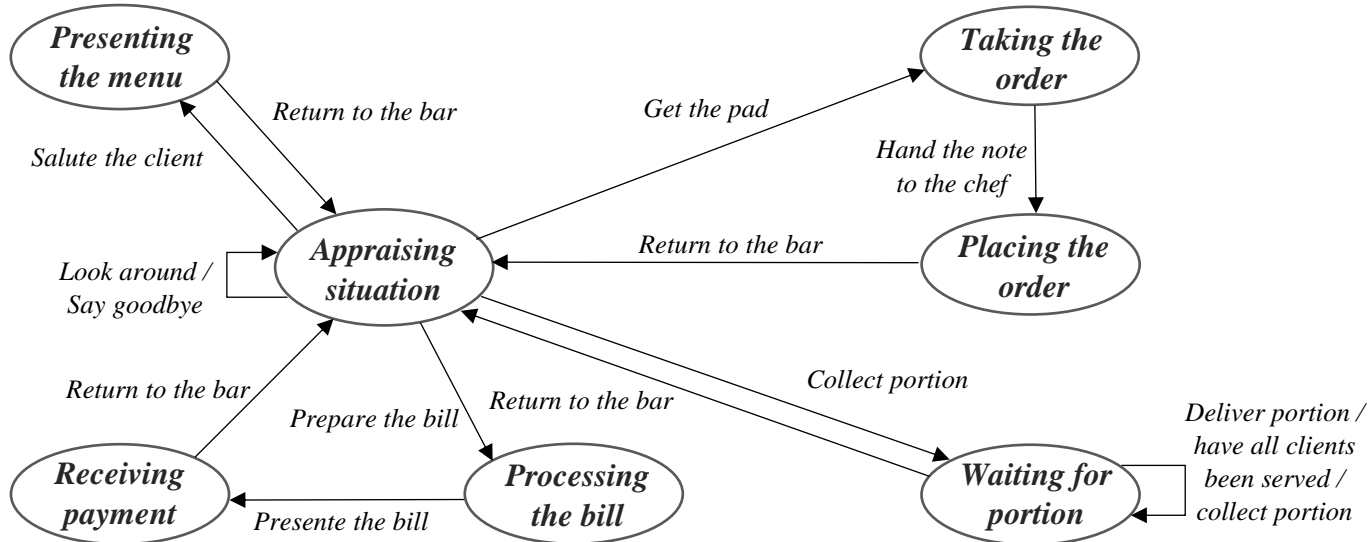 Presenting
the menu
Taking the
order
Return to the bar
Get the pad
Salute the client
Hand the note
to the chef
Appraising
situation
Return to the bar
Placing the
order
Look around /
Say goodbye
Return to the bar
Prepare the bill
Return to the bar
Collect portion
Deliver portion /
have all clients
been served /
collect portion
Receiving
payment
Presente the bill
Processing
the bill
Waiting for
portion